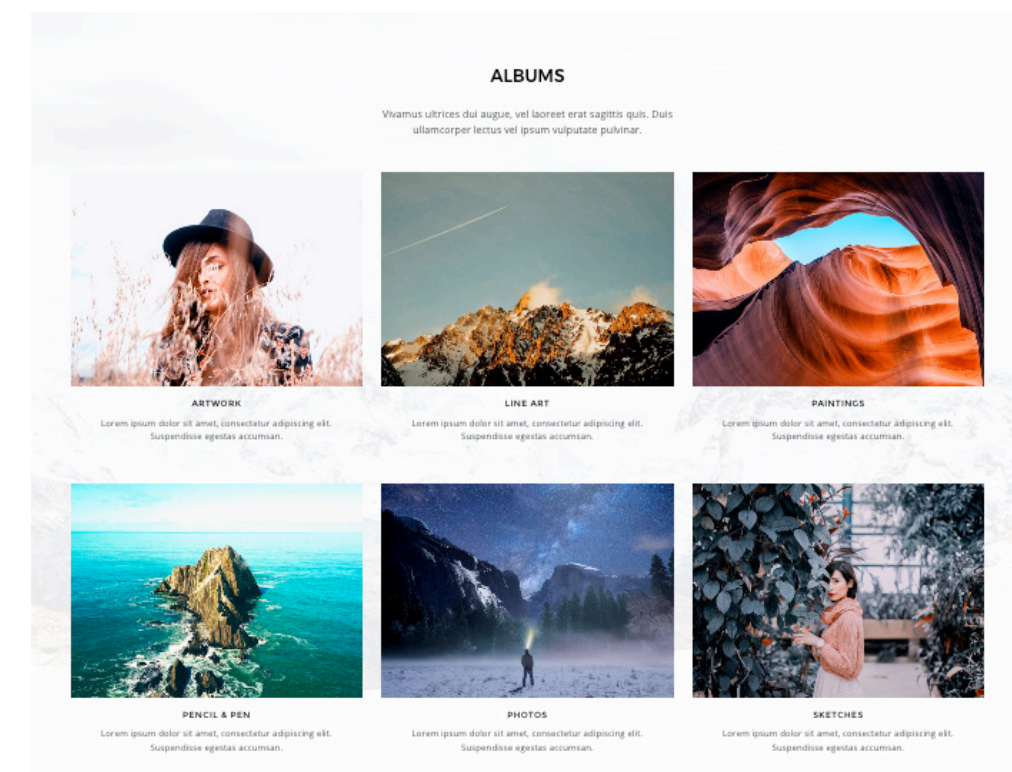 ALBUMS
Vivamus ultrices dui augue, vel laoreet erat sagittis quis. Duis
ullamcorper lectus vel ipsum vulputate pulvinar.
ARTWORK
Lorem ipsum dolor sit amet, consectetur adipiscing elit.
Suspendisse egestas accumsan.
LINE ART
Lorem ipsum dolor sit amet, consectetur adipiscing elit.
Suspendisse egestas accumsan.
PAINTINGS
Lorem ipsum dolor sit amet, consectetur adipiscing elit.
Suspendisse egestas accumsan.
PENCIL & PEN
Lorem ipsum dolor sit amet, consectetur adipiscing elit.
Suspendisse egestas accumsan.
PHOTOS
Lorem ipsum dolor sit amet, consectetur adipiscing elit.
Suspendisse egestas accumsan.
SKETCHES
Lorem ipsum dolor sit amet, consectetur adipiscing elit.
Suspendisse egestas accumsan.